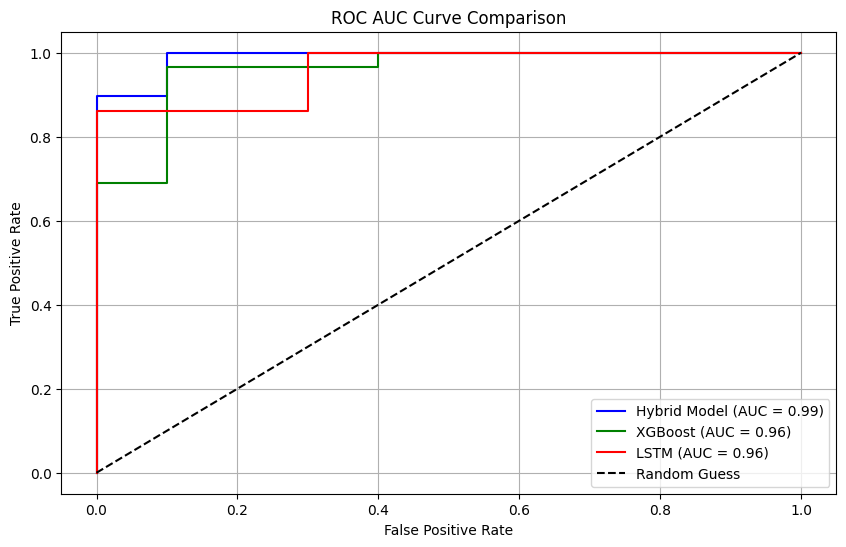 ROC AUC Curve Comparison
True Positive Rate
1.0
0.8
0.6
0.4
0.2
0.0
0.0 0.2 0.4 0.6 0.8 1.0
False Positive Rate
Hybrid Model (AUC = 0.99)
XGBoost (AUC = 0.96)
LSTM (AUC = 0.96)
Random Guess